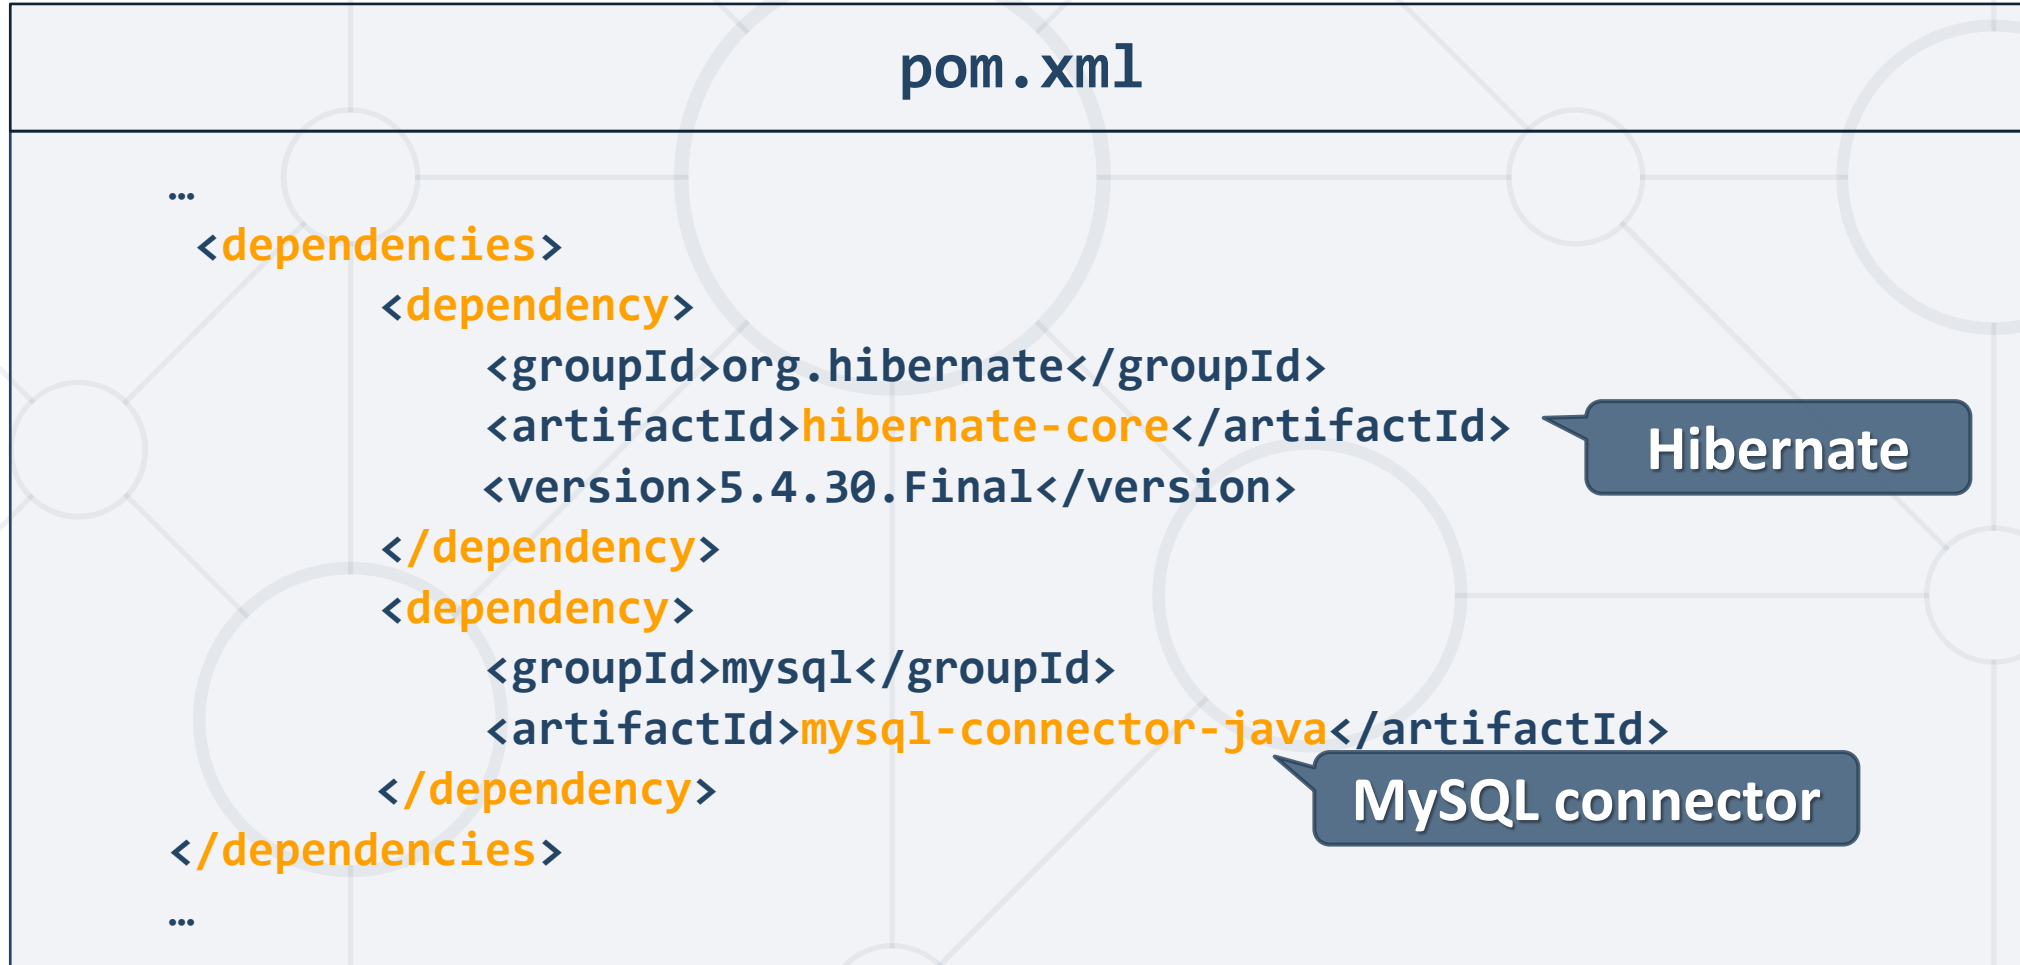 pom.xml
…
<dependencies>
<dependency>
<groupId>org.hibernate</groupId>
<artifactId>hibernate-core</artifactId>
Hibernate
<version>5.4.30.Final</version>
</dependency>
<dependency>
<groupId>mysql</groupId>
<artifactId>mysql-connector-java</artifactId>
</dependency>
MySQL connector
</dependencies>
…